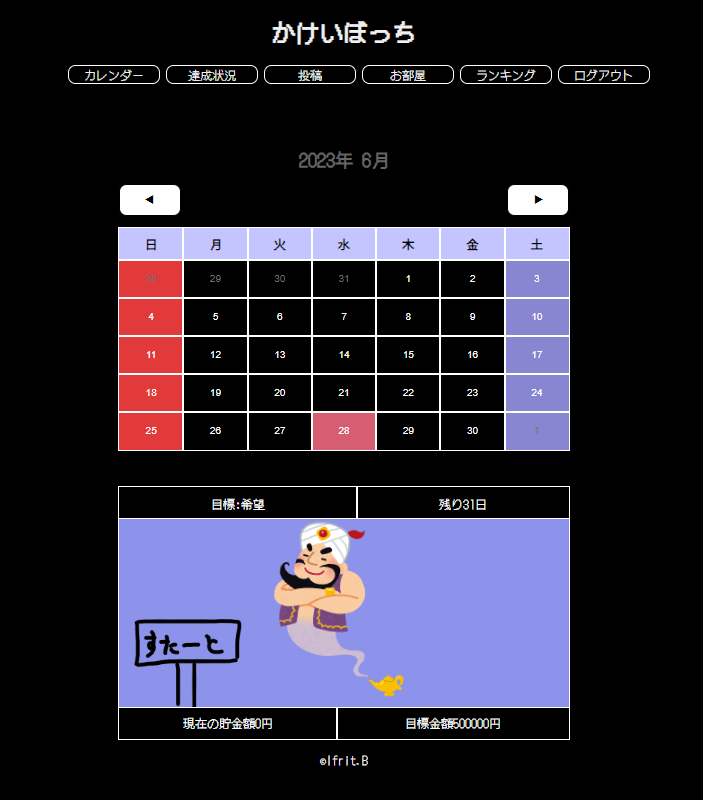 かけいぼっち
カレンダー 達成状況 投稿 お部屋 ランキング ログアウト
2023年 6月
◀ ▶
日 月 火 水 木 金 土
28 29 30 31 1 2 3
4 5 6 7 8 9 10
11 12 13 14 15 16 17
18 19 20 21 22 23 24
25 26 27 28 29 30 1
目標:希望 残り31日
すたーと
現在の貯金額0円 目標金額500000円
©Ifrit.B